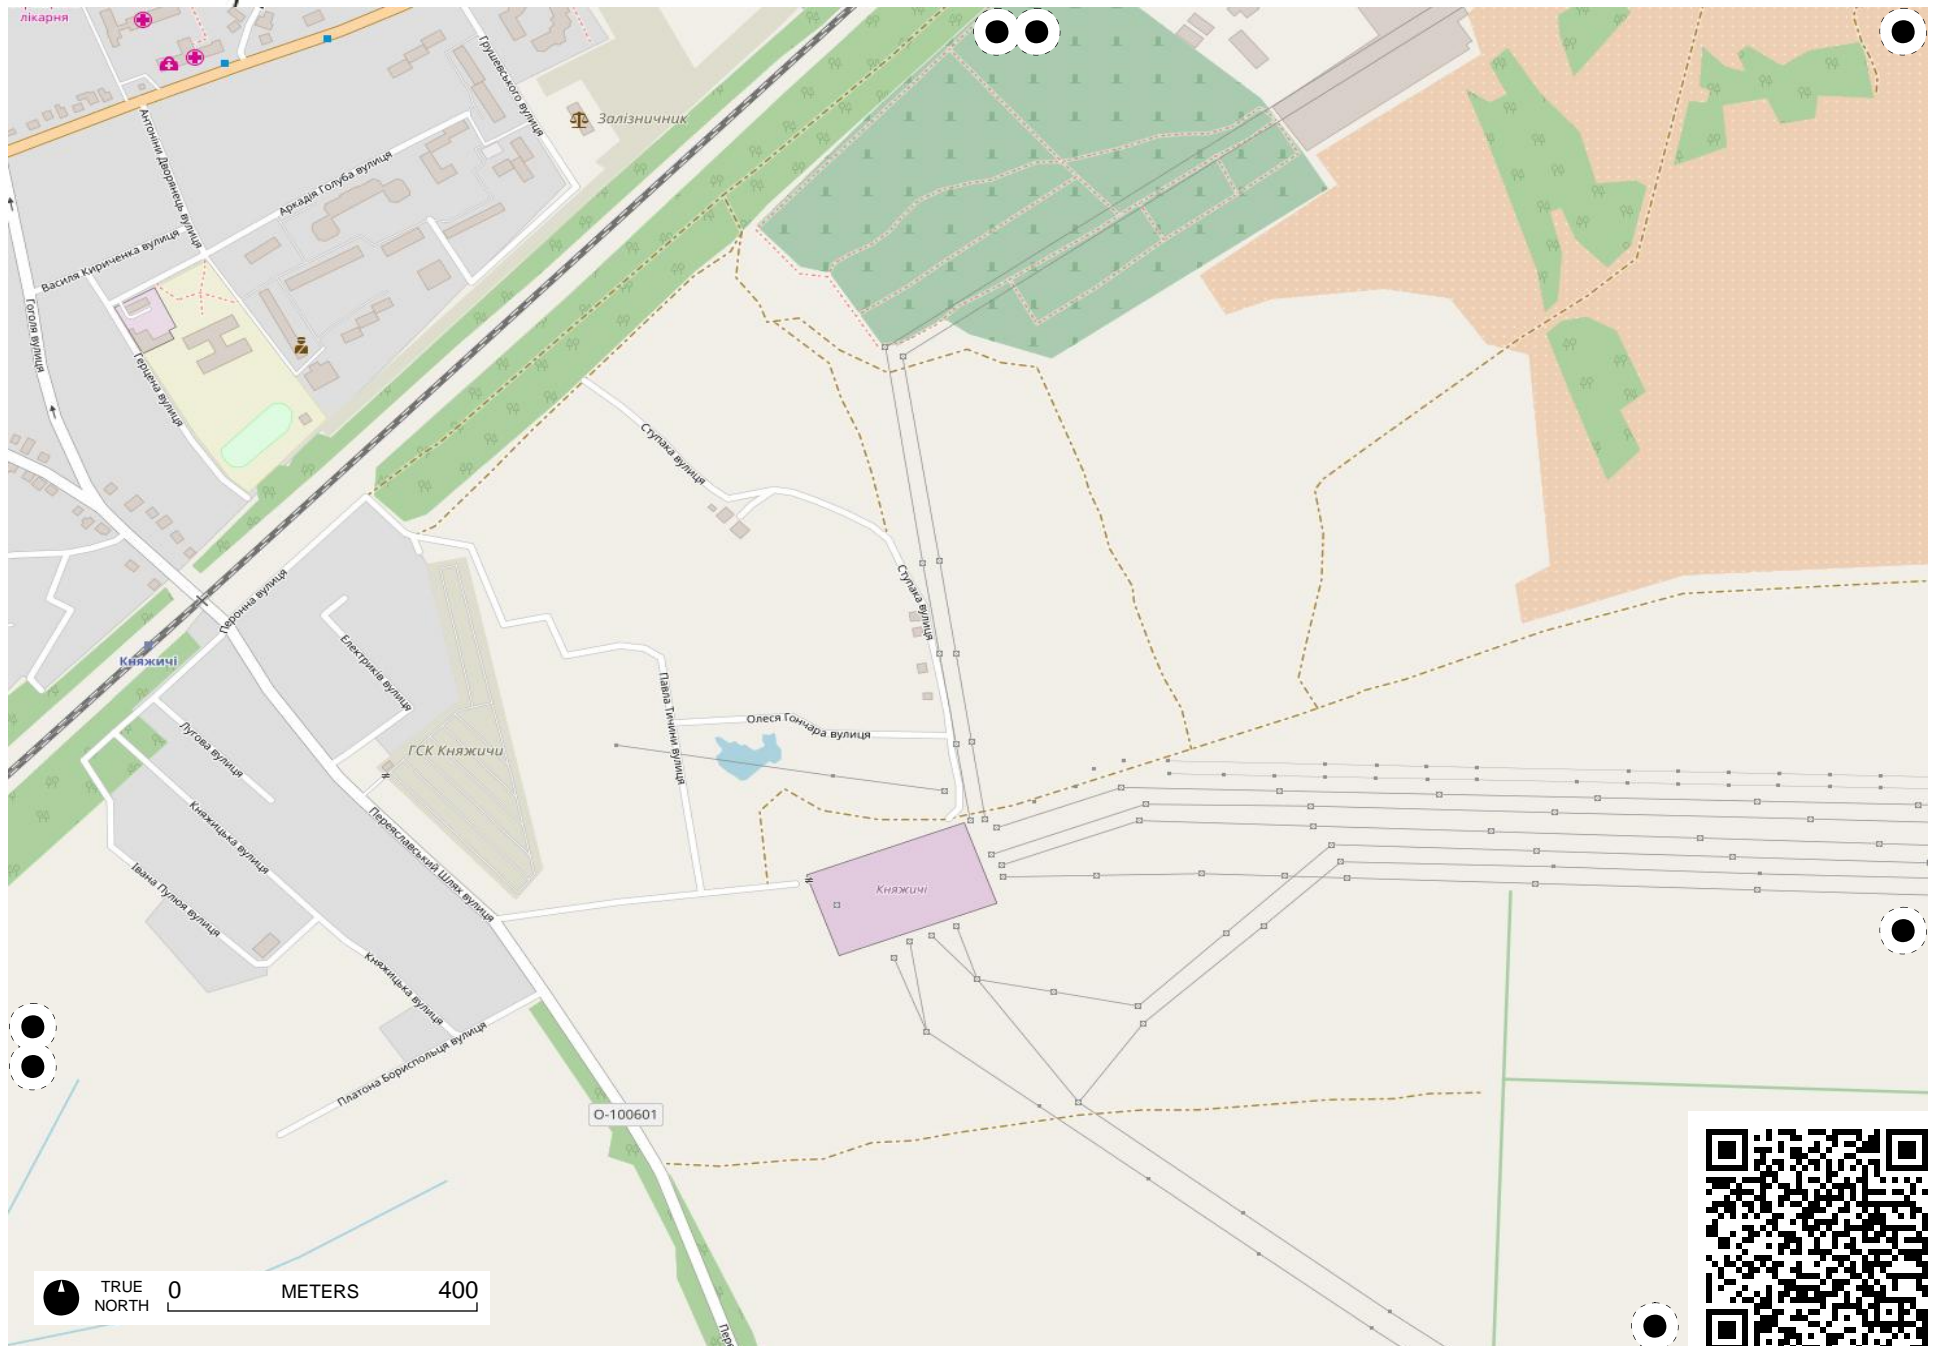 лікарня
Грушевського вулиця
Залізничник
Антоніни Дворянець вулиця
Аркадія Голуба вулиця
Василя Кириченка вулиця
Гоголя вулиця
Герцена вулиця
Ступака вулиця
Ступака вулиця
Перонна вулиця
Княжичі
Електриків вулиця
Павла Тичини вулиця
Олеся Гончара вулиця
Лугова вулиця
ГСК Княжичи
Княжицька вулиця
Переяславський Шлях вулиця
Івана Пулюя вулиця
Княжичі
Княжицька вулиця
Платона Бориспольця вулиця
О-100601
TRUE NORTH
0 METERS 400